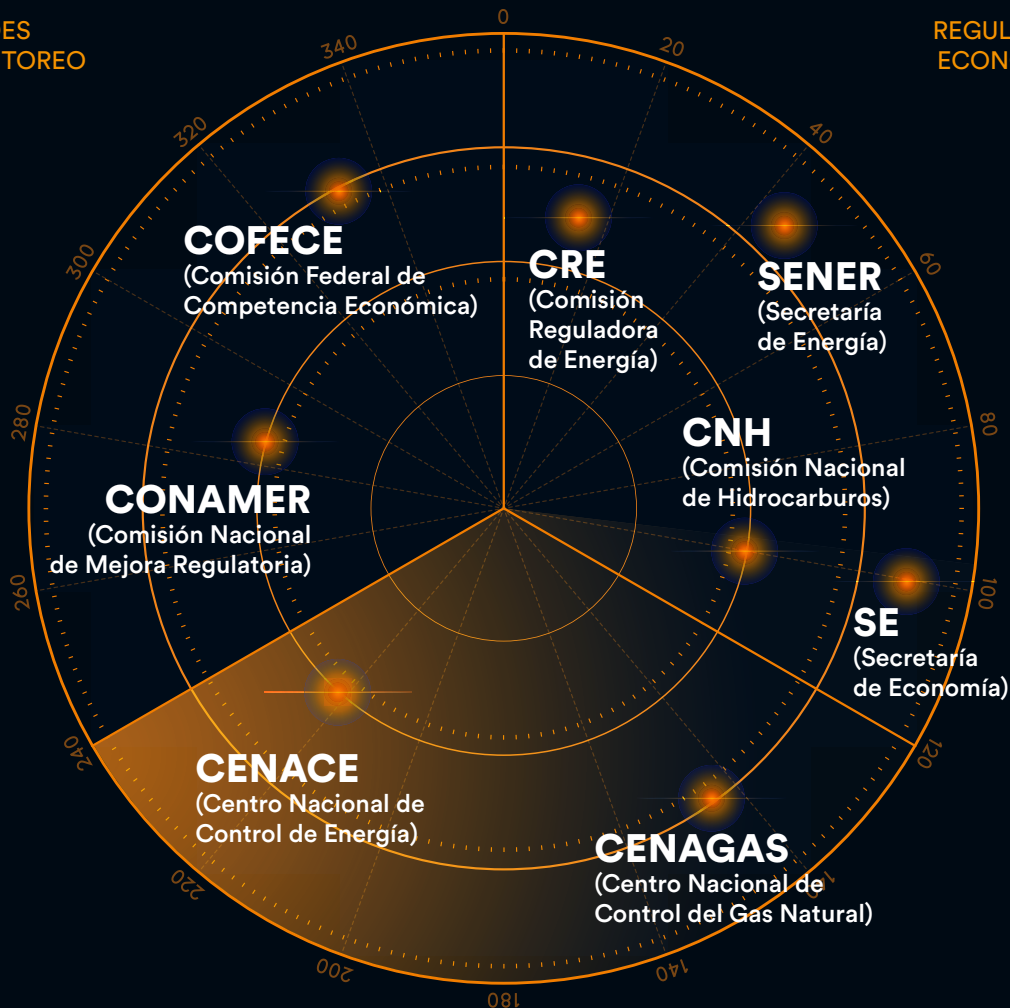 ES
TOREO
REGUL
ECON
0
20
40
60
80
100
120
140
140
180
200
220
240
260
280
300
320
340
COFECE
(Comisión Federal de
Competencia Económica)
CRE
(Comisión
Reguladora
de Energía)
SENER
(Secretaría
de Energía)
CNH
(Comisión Nacional
de Hidrocarburos)
CONAMER
(Comisión Nacional
de Mejora Regulatoria)
SE
(Secretaría
de Economía)
CENACE
(Centro Nacional de
Control de Energía)
CENAGAS
(Centro Nacional de
Control del Gas Natural)